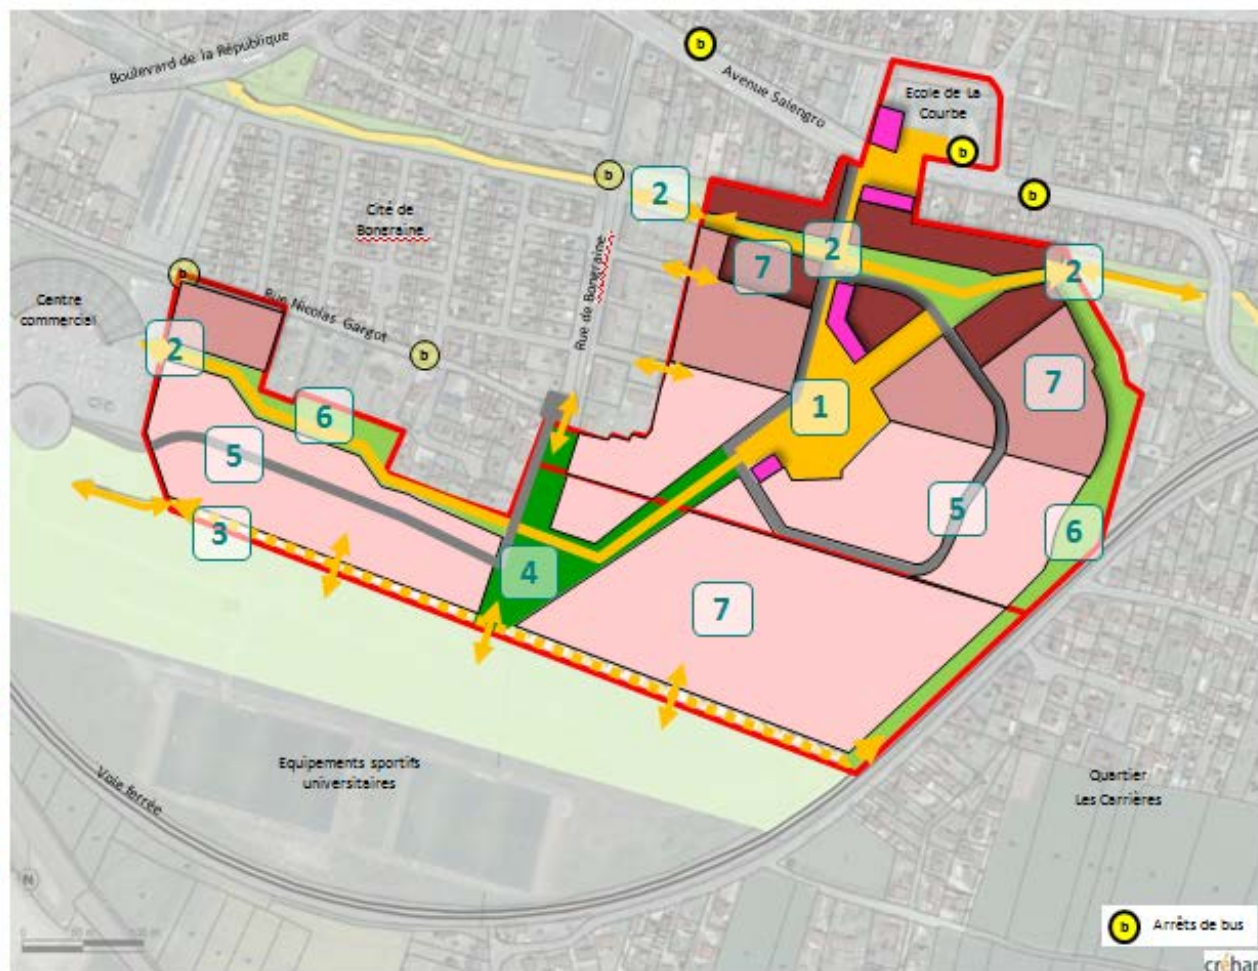 Boulevard de la République
b
Avenue Salengro
Ecole de La
Courbe
b
b
b
2
Cité de
Boneraine
2
7
2
b
Rue de Boneraine
Centre
commercial
Rue Nicolas Gargot
2
b
7
1
6
5
5
3
6
4
7
Equipements sportifs
universitaires
Voie ferrée
Quartier
Les Carrières
N
b Arrêts de bus
créhan